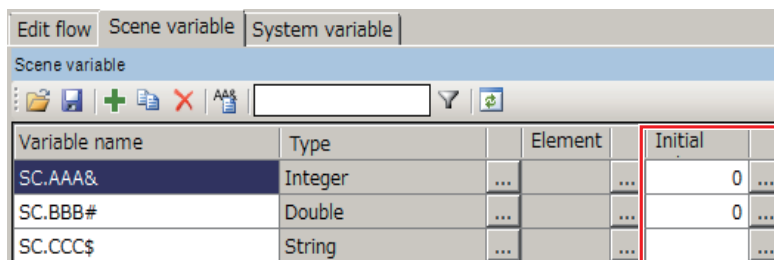 Edit flow Scene variable System variable
Scene variable
AA&
Variable name Type Element Initial
SC.AAA& Integer ... ... 0 ...
SC.BBB# Double ... ... 0 ...
SC.CCC$ String ... ... ...